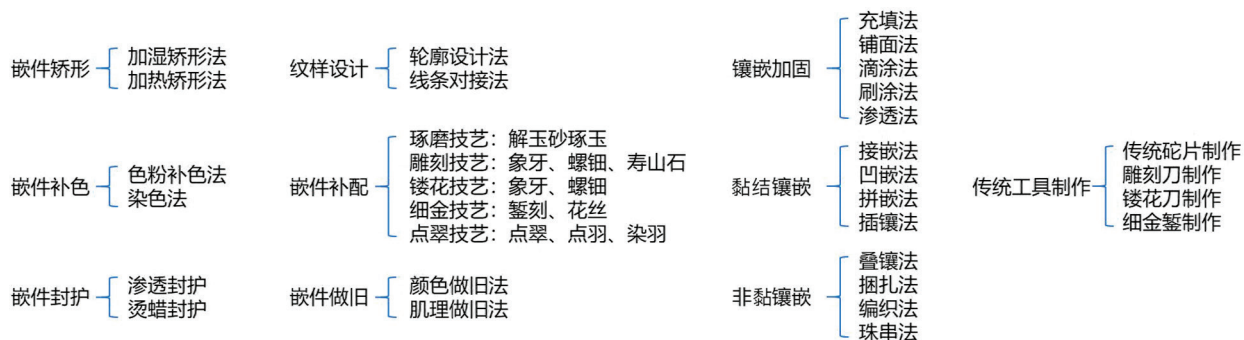 嵌件矫形
加湿矫形法
加热矫形法
纹样设计
轮廓设计法
线条对接法
镶嵌加固
充填法
铺面法
滴涂法
刷涂法
渗透法
嵌件补色
色粉补色法
染色法
嵌件补配
琢磨技艺：解玉砂琢玉
雕刻技艺：象牙、螺钿、寿山石
镂花技艺：象牙、螺钿
细金技艺：錾刻、花丝
点翠技艺：点翠、点羽、染羽
黏结镶嵌
接嵌法
凹嵌法
拼嵌法
插镶法
传统工具制作
传统砣片制作
雕刻刀制作
镂花刀制作
细金錾制作
嵌件封护
渗透封护
烫蜡封护
嵌件做旧
颜色做旧法
肌理做旧法
非黏镶嵌
叠镶法
捆扎法
编织法
珠串法